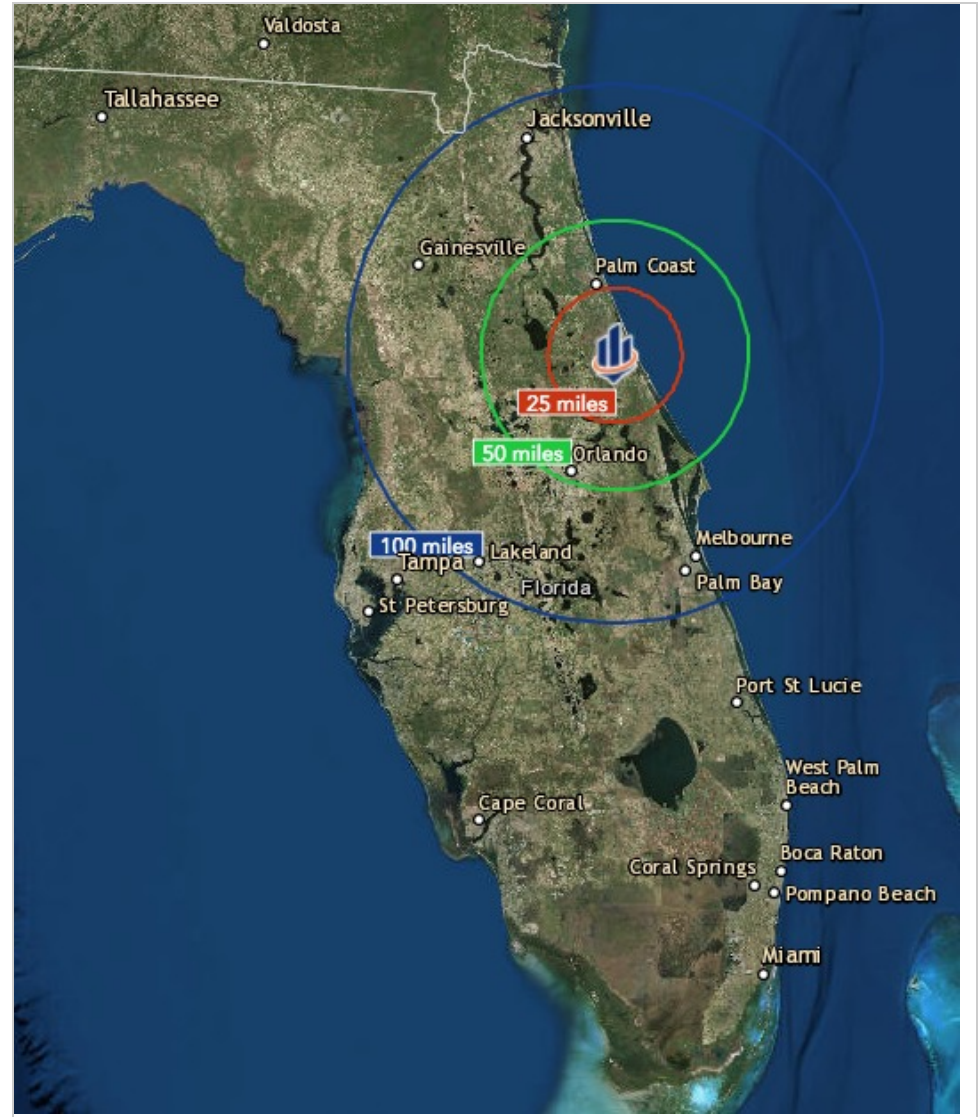 Valdosta
Tallahassee
Jacksonville
Gainesville
Palm Coast
25 miles
50 miles
Orlando
100 miles
Lakeland
Tampa
Melbourne
Florida
Palm Bay
St Petersburg
Port St Lucie
West Palm
Beach
Cape Coral
Boca Raton
Coral Springs
Pompano Beach
Miami